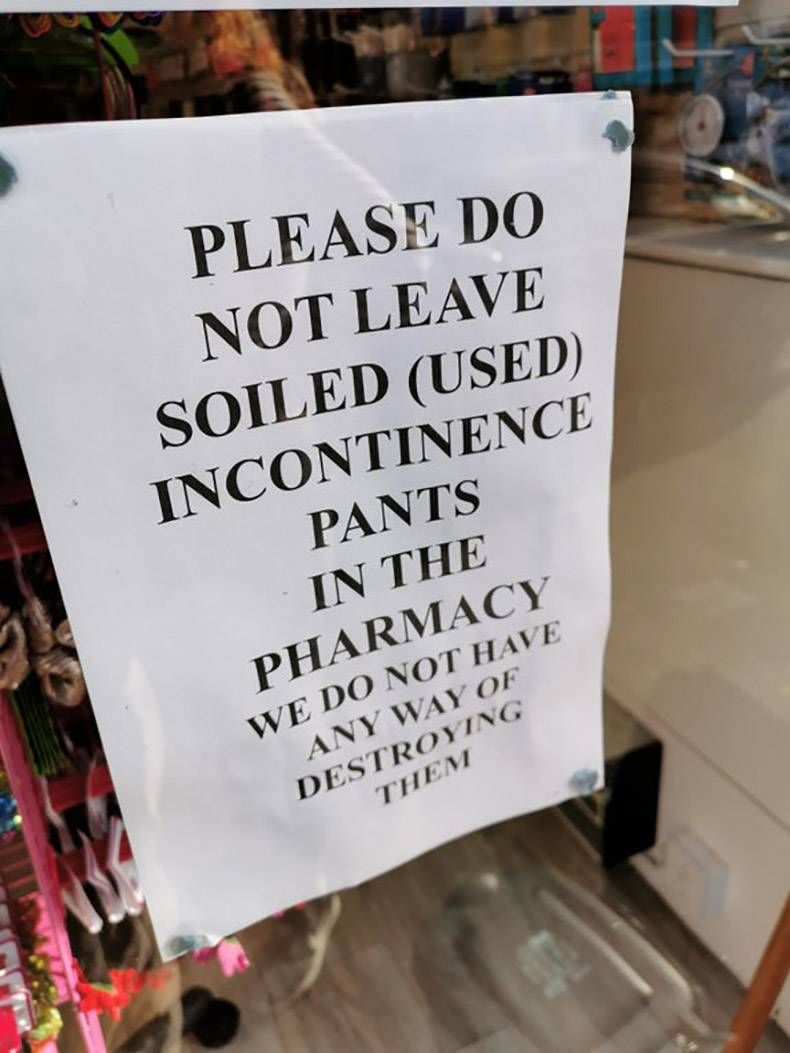 PLEASE DO
NOT LEAVE
SOILED (USED)
INCONTINENCE
PANTS
IN THE
PHARMACY
WE DO NOT HAVE
ANY WAY OF
DESTROYING
THEM